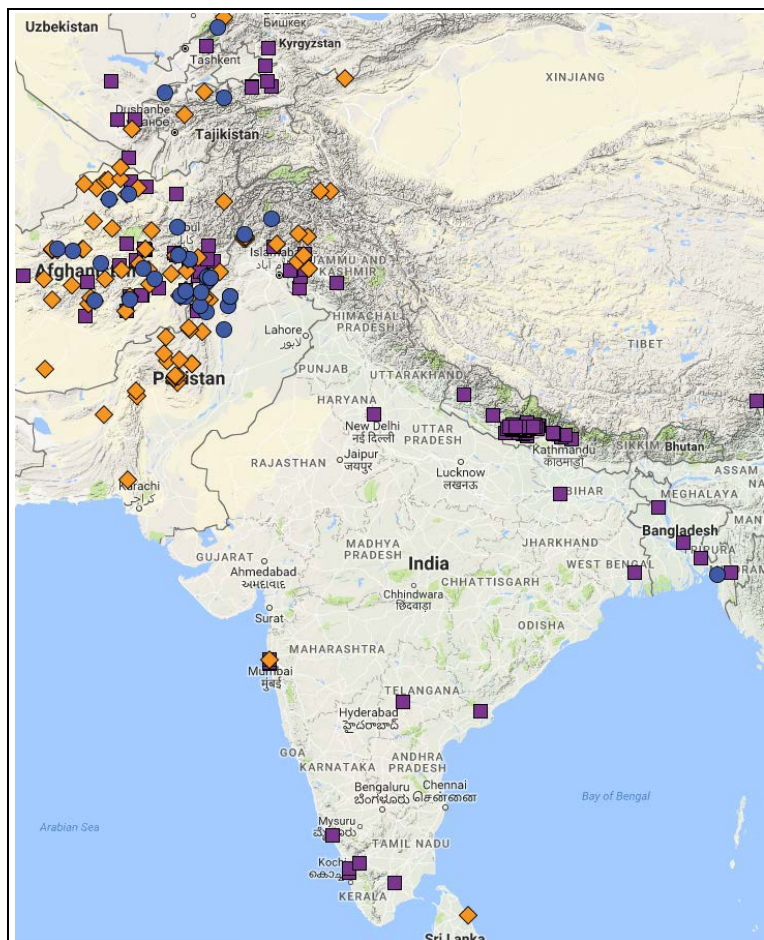 Uzbekistan
Бишкек
Kyrgyzstan
Tashkent
XINJIANG
Dushanbe
Tajikistan
JAMMU AND
KASHMIR
HIMACHAL
PRADESH
Lahore
لاہور
TIBET
PUNJAB
UTTARAKHAND
Pakistan
HARYANA
New Delhi
नई दिल्ली
UTTAR
PRADESH
Kathmandu
काठमाडौं
SIKKIM
Bhutan
ASSAM
RAJASTHAN
Jaipur
जयपुर
Lucknow
लखनऊ
BIHAR
MEGHALAYA
Karachi
کراچی
Bangladesh
TRIPURA
GUJARAT
MADHYA
PRADESH
JHARKHAND
WEST BENGAL
Ahmedabad
અમદાવાદ
India
CHHATTISGARH
Chhindwara
छिंदवाड़ा
Surat
ODISHA
MAHARASHTRA
Mumbai
मुंबई
TELANGANA
Hyderabad
హైదరాబాద్
GOA
KARNATAKA
ANDHRA
PRADESH
Bengaluru
ಬೆಂಗಳೂರು
Chennai
சென்னை
Bay of Bengal
Arabian Sea
Mysuru
TAMIL NADU
Kochi
KERALA
Sri Lanka